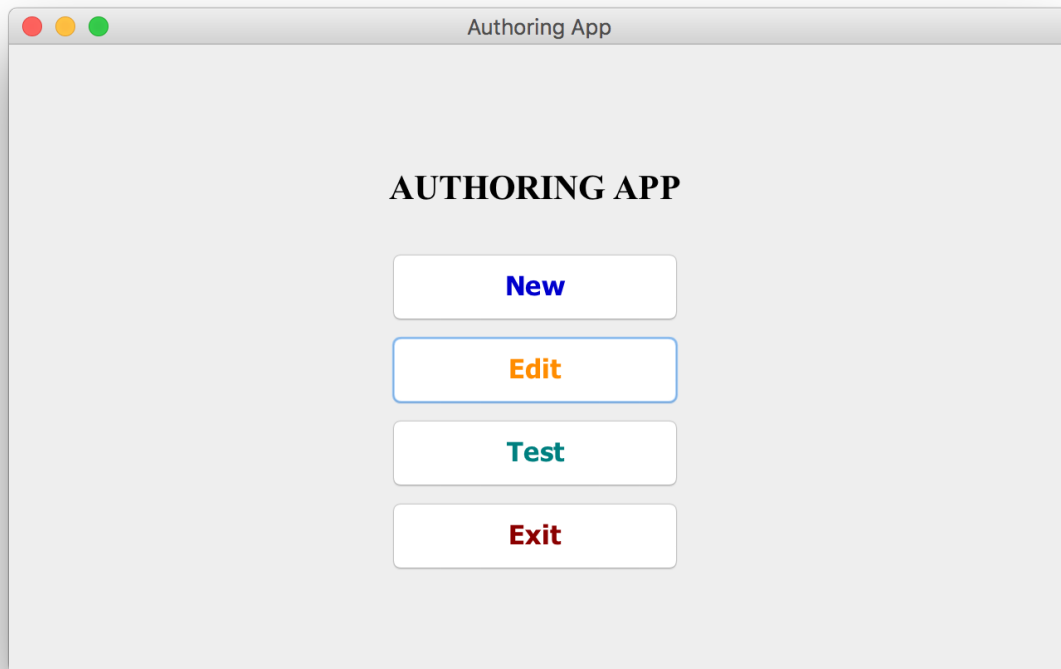 Authoring App
AUTHORING APP
New
Edit
Test
Exit